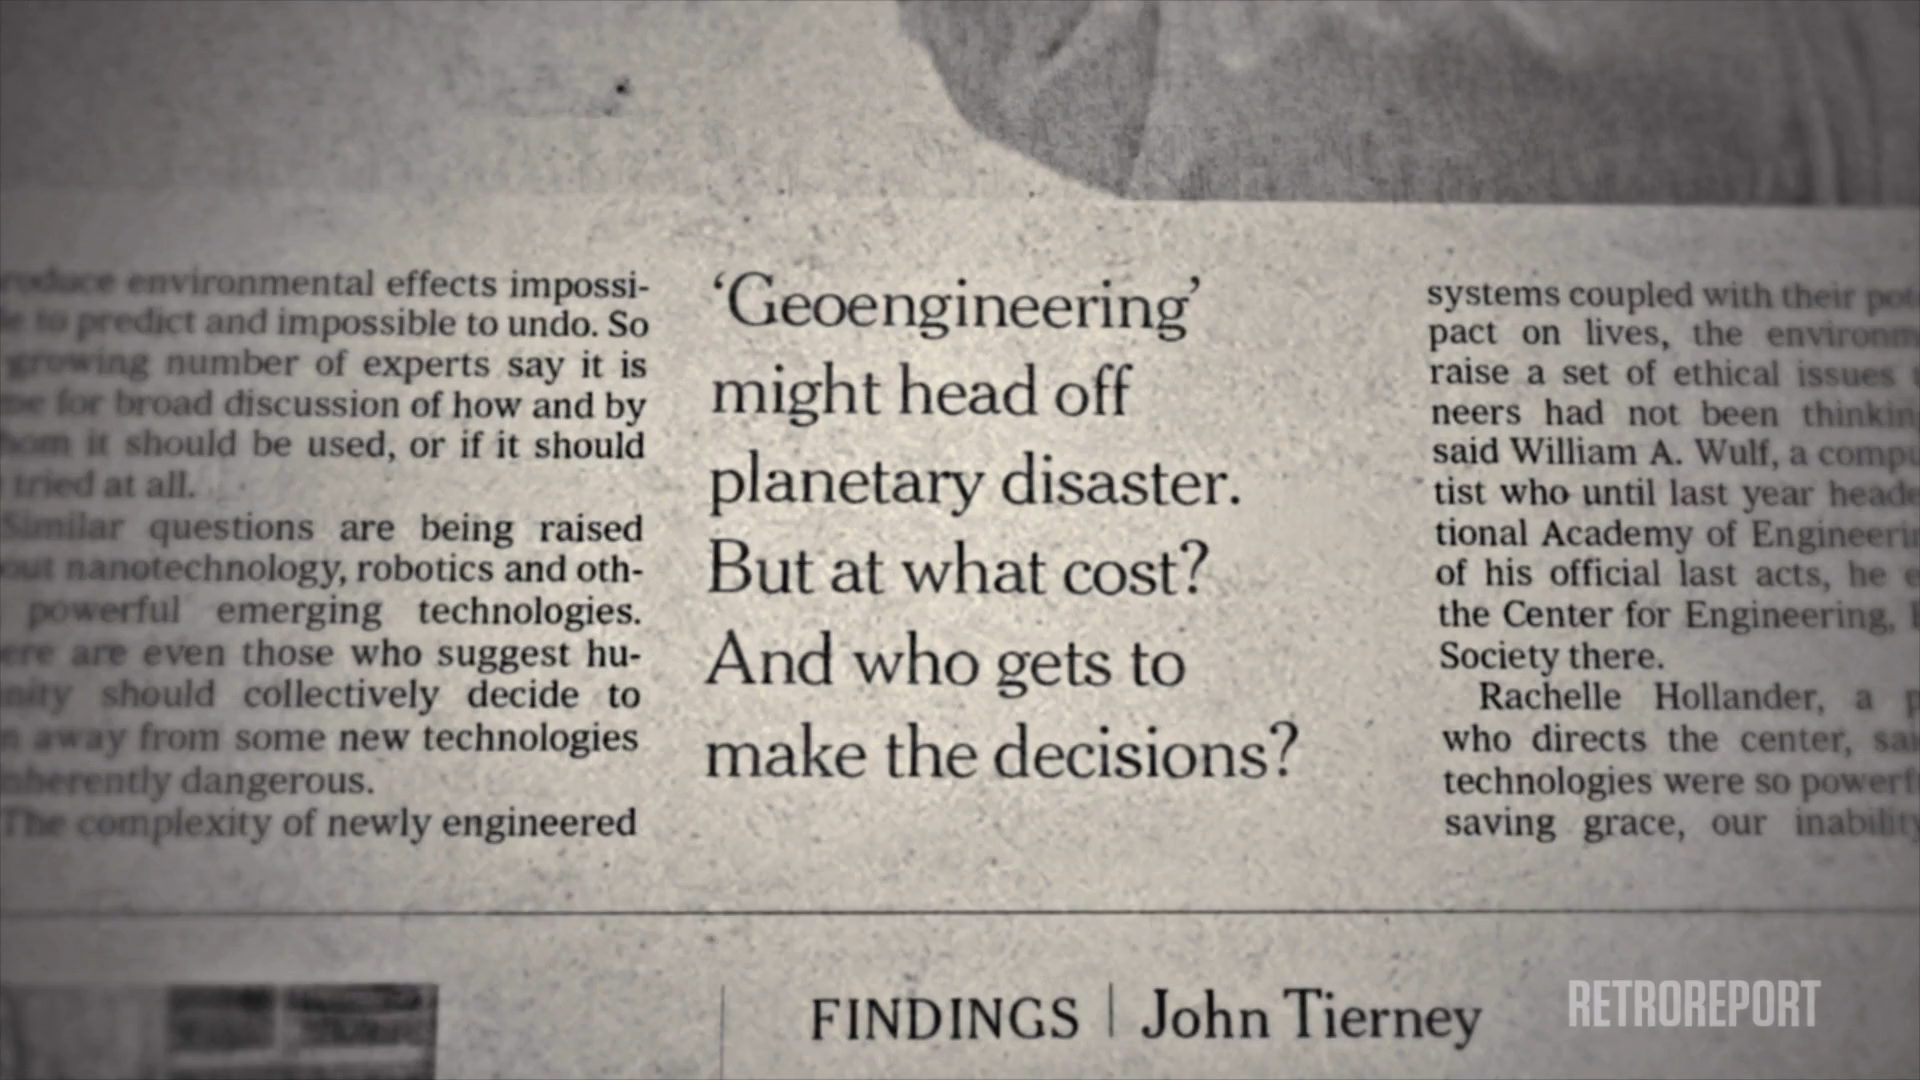 environmental effects impossi-
to predict and impossible to undo. So
growing number of experts say it is
for broad discussion of how and by
it should be used, or if it should
tried at all.
Similar questions are being raised
nanotechnology, robotics and oth-
powerful emerging technologies.
are even those who suggest hu-
should collectively decide to
away from some new technologies
dangerous.
The complexity of newly engineered
‘Geoengineering’
might head off
planetary disaster.
But at what cost?
And who gets to
make the decisions?
systems coupled with their
pact on lives, the
raise a set of ethical issues
neers had not been
said William A. Wulf, a
tist who until last year
tional Academy of
of his official last acts, he
the Center for Engineering,
Society there.
Rachelle Hollander, a
who directs the center,
technologies were so
saving grace, our
FINDINGS | John Tierney
RETROREPORT